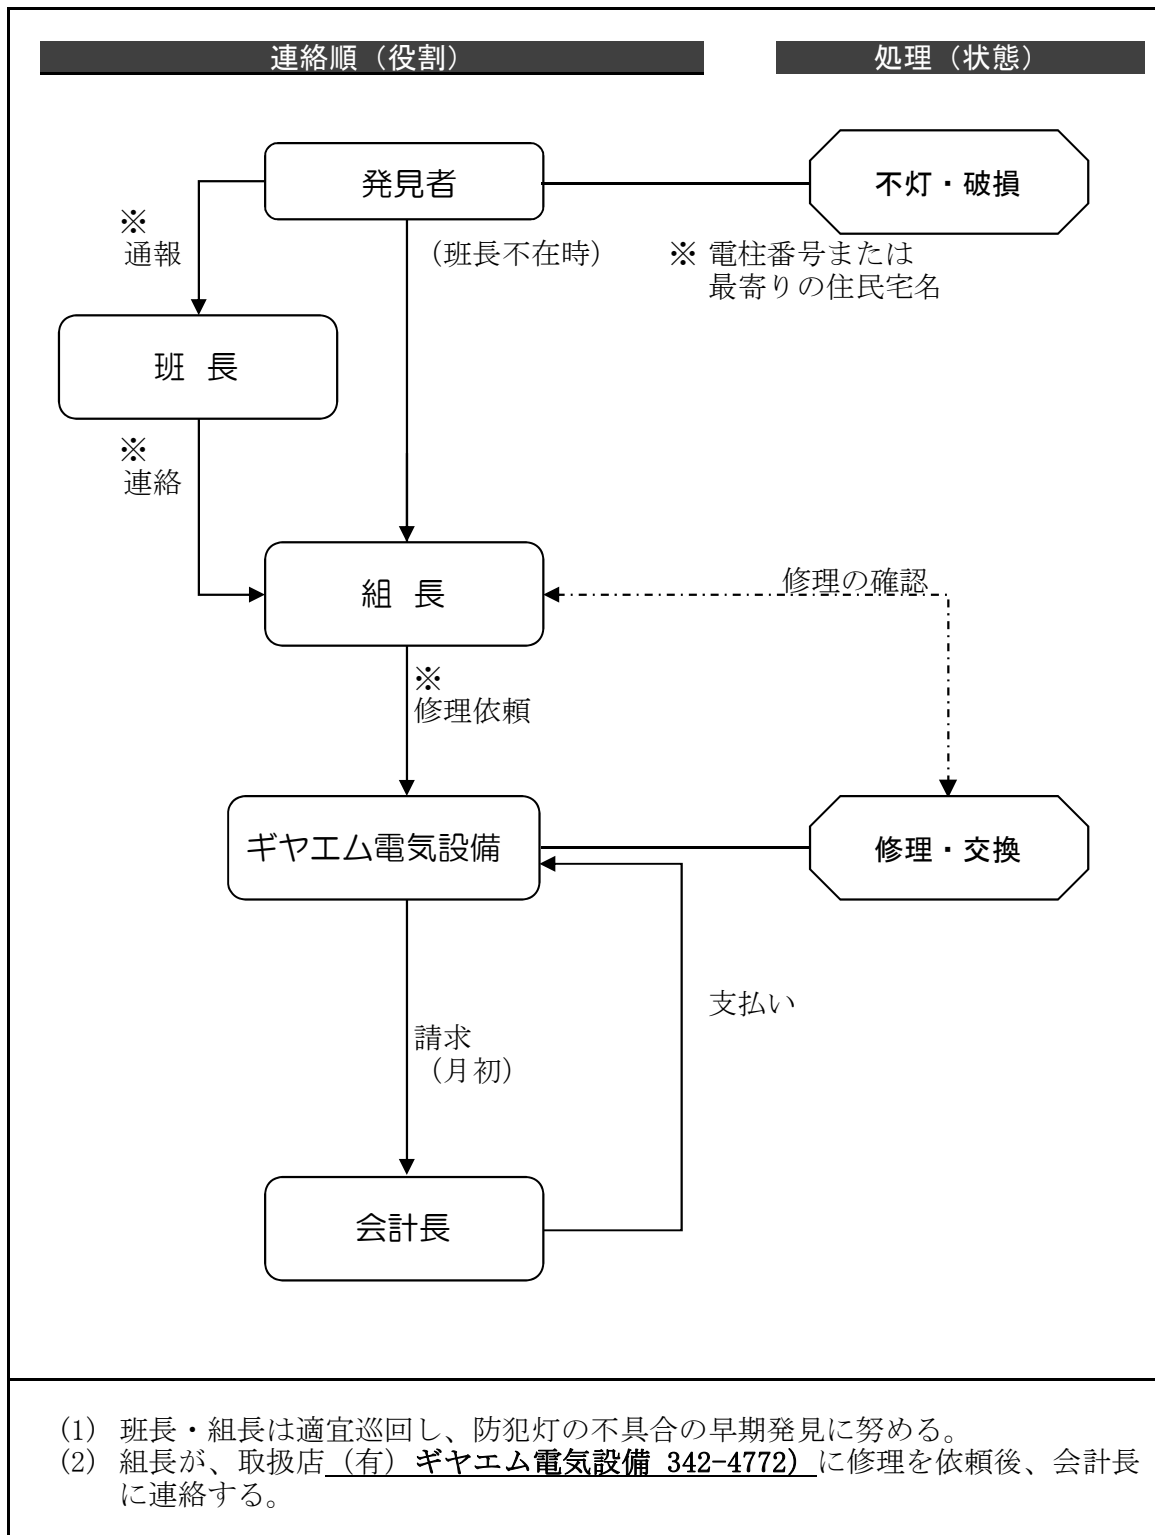 連絡順（役割）
処理（状態）
発見者
不灯・破損
※
通報
（班長不在時）
※ 電柱番号または
最寄りの住民宅名
班 長
※
連絡
組 長
修理の確認
※
修理依頼
ギヤエム電気設備
修理・交換
支払い
請求
（月初）
会計長
(1) 班長・組長は適宜巡回し、防犯灯の不具合の早期発見に努める。
(2) 組長が、取扱店（有）ギヤエム電気設備 342-4772）に修理を依頼後、会計長
に連絡する。